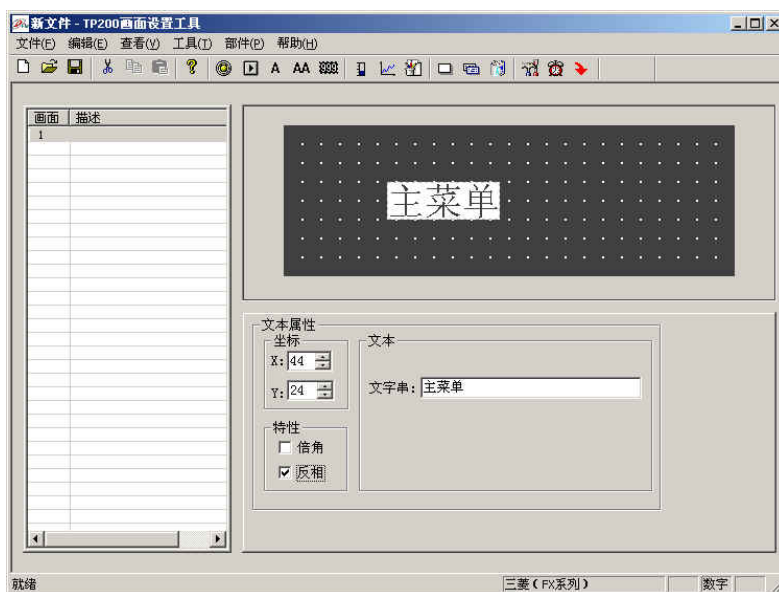 新文件 - TP200画面设置工具
文件(F) 编辑(E) 查看(V) 工具(T) 部件(P) 帮助(H)
A AA
画面 描述
1
主菜单
文本属性
坐标
X: 44
Y: 24
文本
文字串: 主菜单
特性
倍角
反相
就绪
三菱(FX系列)
数字